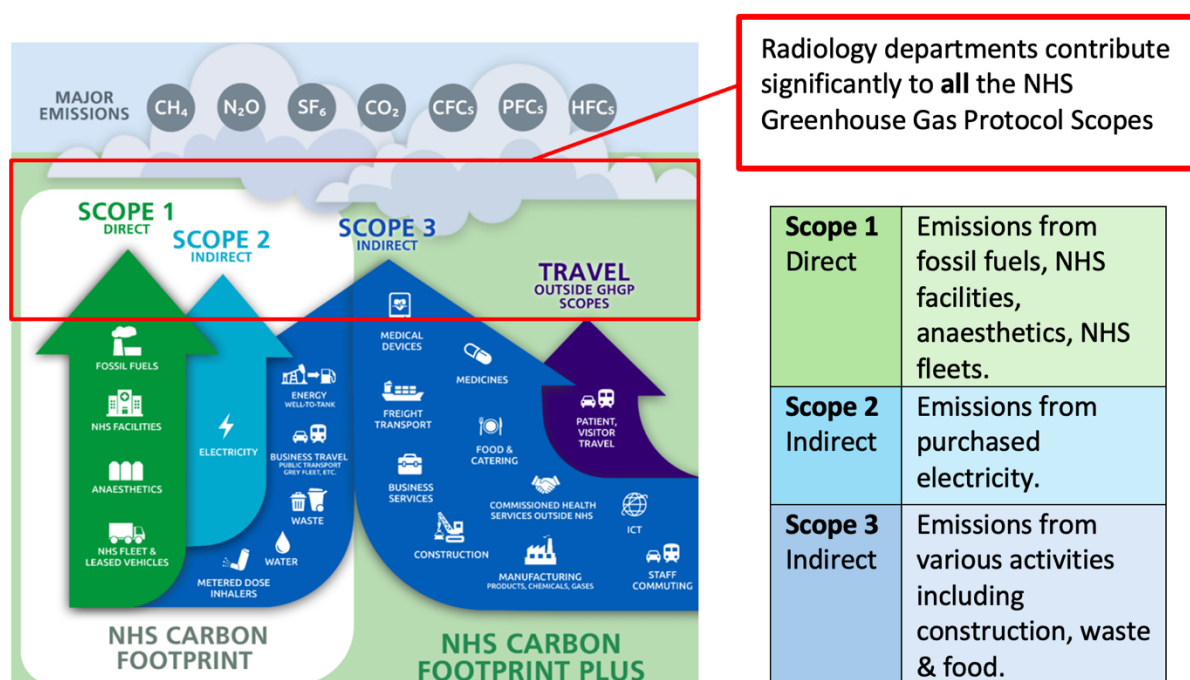 MAJOR
EMISSIONS
CH₄
N₂O
SF₆
CO₂
CFCs
PFCs
HFCs
Radiology departments contribute
significantly to all the NHS
Greenhouse Gas Protocol Scopes
SCOPE 1
DIRECT
SCOPE 2
INDIRECT
SCOPE 3
INDIRECT
TRAVEL
OUTSIDE GHGP
SCOPES
FOSSIL FUELS
NHS FACILITIES
ANAESTHETICS
NHS FLEET &
LEASED VEHICLES
ELECTRICITY
ENERGY
WELL-TO-TANK
BUSINESS TRAVEL
PUBLIC TRANSPORT
GREY FLEET, ETC.
WASTE
WATER
METERED DOSE
INHALERS
MEDICAL
DEVICES
FREIGHT
TRANSPORT
BUSINESS
SERVICES
CONSTRUCTION
MEDICINES
FOOD &
CATERING
COMMISSIONED HEALTH
SERVICES OUTSIDE NHS
MANUFACTURING
PRODUCTS, CHEMICALS, GASES
ICT
STAFF
COMMUTING
PATIENT,
VISITOR
TRAVEL
NHS CARBON
FOOTPRINT
NHS CARBON
FOOTPRINT PLUS
Scope 1
Direct
Emissions from
fossil fuels, NHS
facilities,
anaesthetics, NHS
fleets.
Scope 2
Indirect
Emissions from
purchased
electricity.
Scope 3
Indirect
Emissions from
various activities
including
construction, waste
& food.